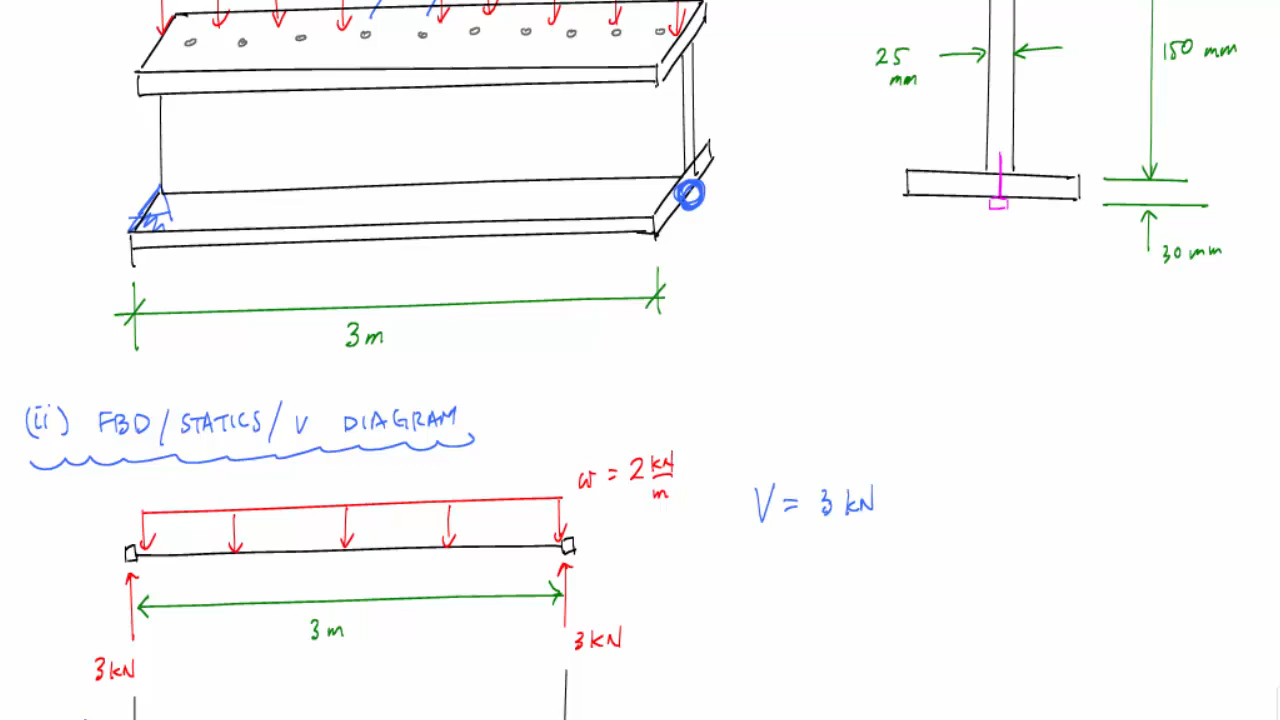 25
mm
150 mm
30 mm
3 m
(ii) FBD / STATICS / V DIAGRAM
w = 2 kN/m
V = 3 kN
3 m
3 kN
3 kN